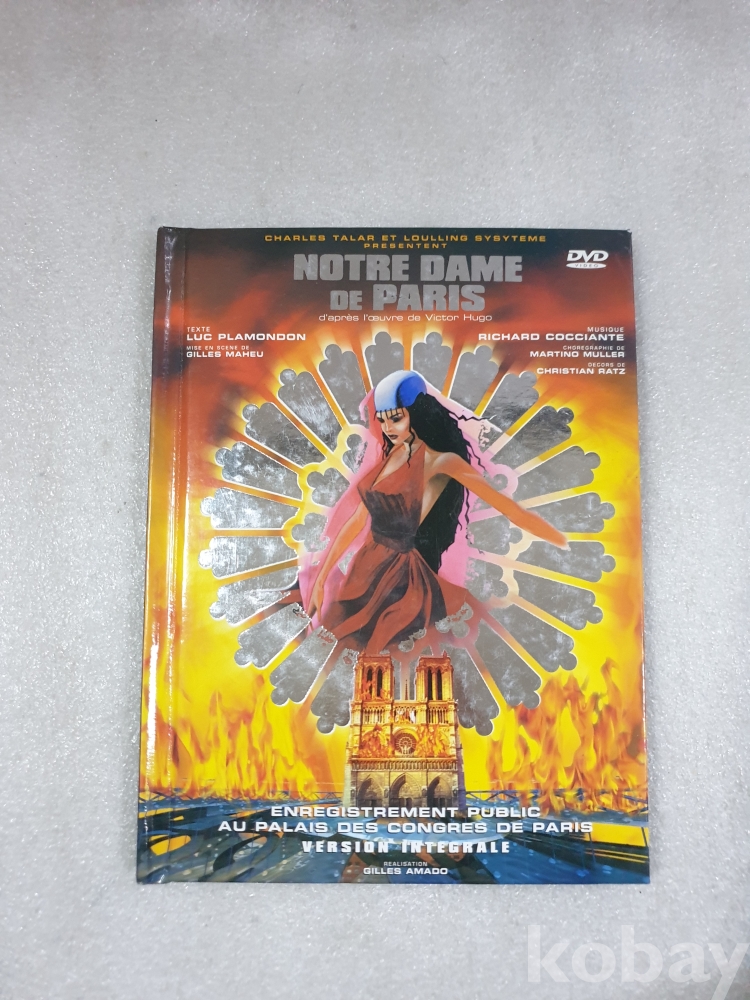 CHARLES TALAR ET LOULLING SYSYTEME
PRÉSENTENT
NOTRE DAME
DE PARIS
d'après l'œuvre de Victor Hugo
DVD
VIDEO
TEXTE
LUC PLAMONDON
MISE EN SCENE DE
GILLES MAHEU
MUSIQUE
RICHARD COCCIANTE
CHOREGRAPHIE DE
MARTINO MULLER
DECORS DE
CHRISTIAN RATZ
ENREGISTREMENT PUBLIC
AU PALAIS DES CONGRES DE PARIS
VERSION INTEGRALE
REALISATION
GILLES AMADO
kobay